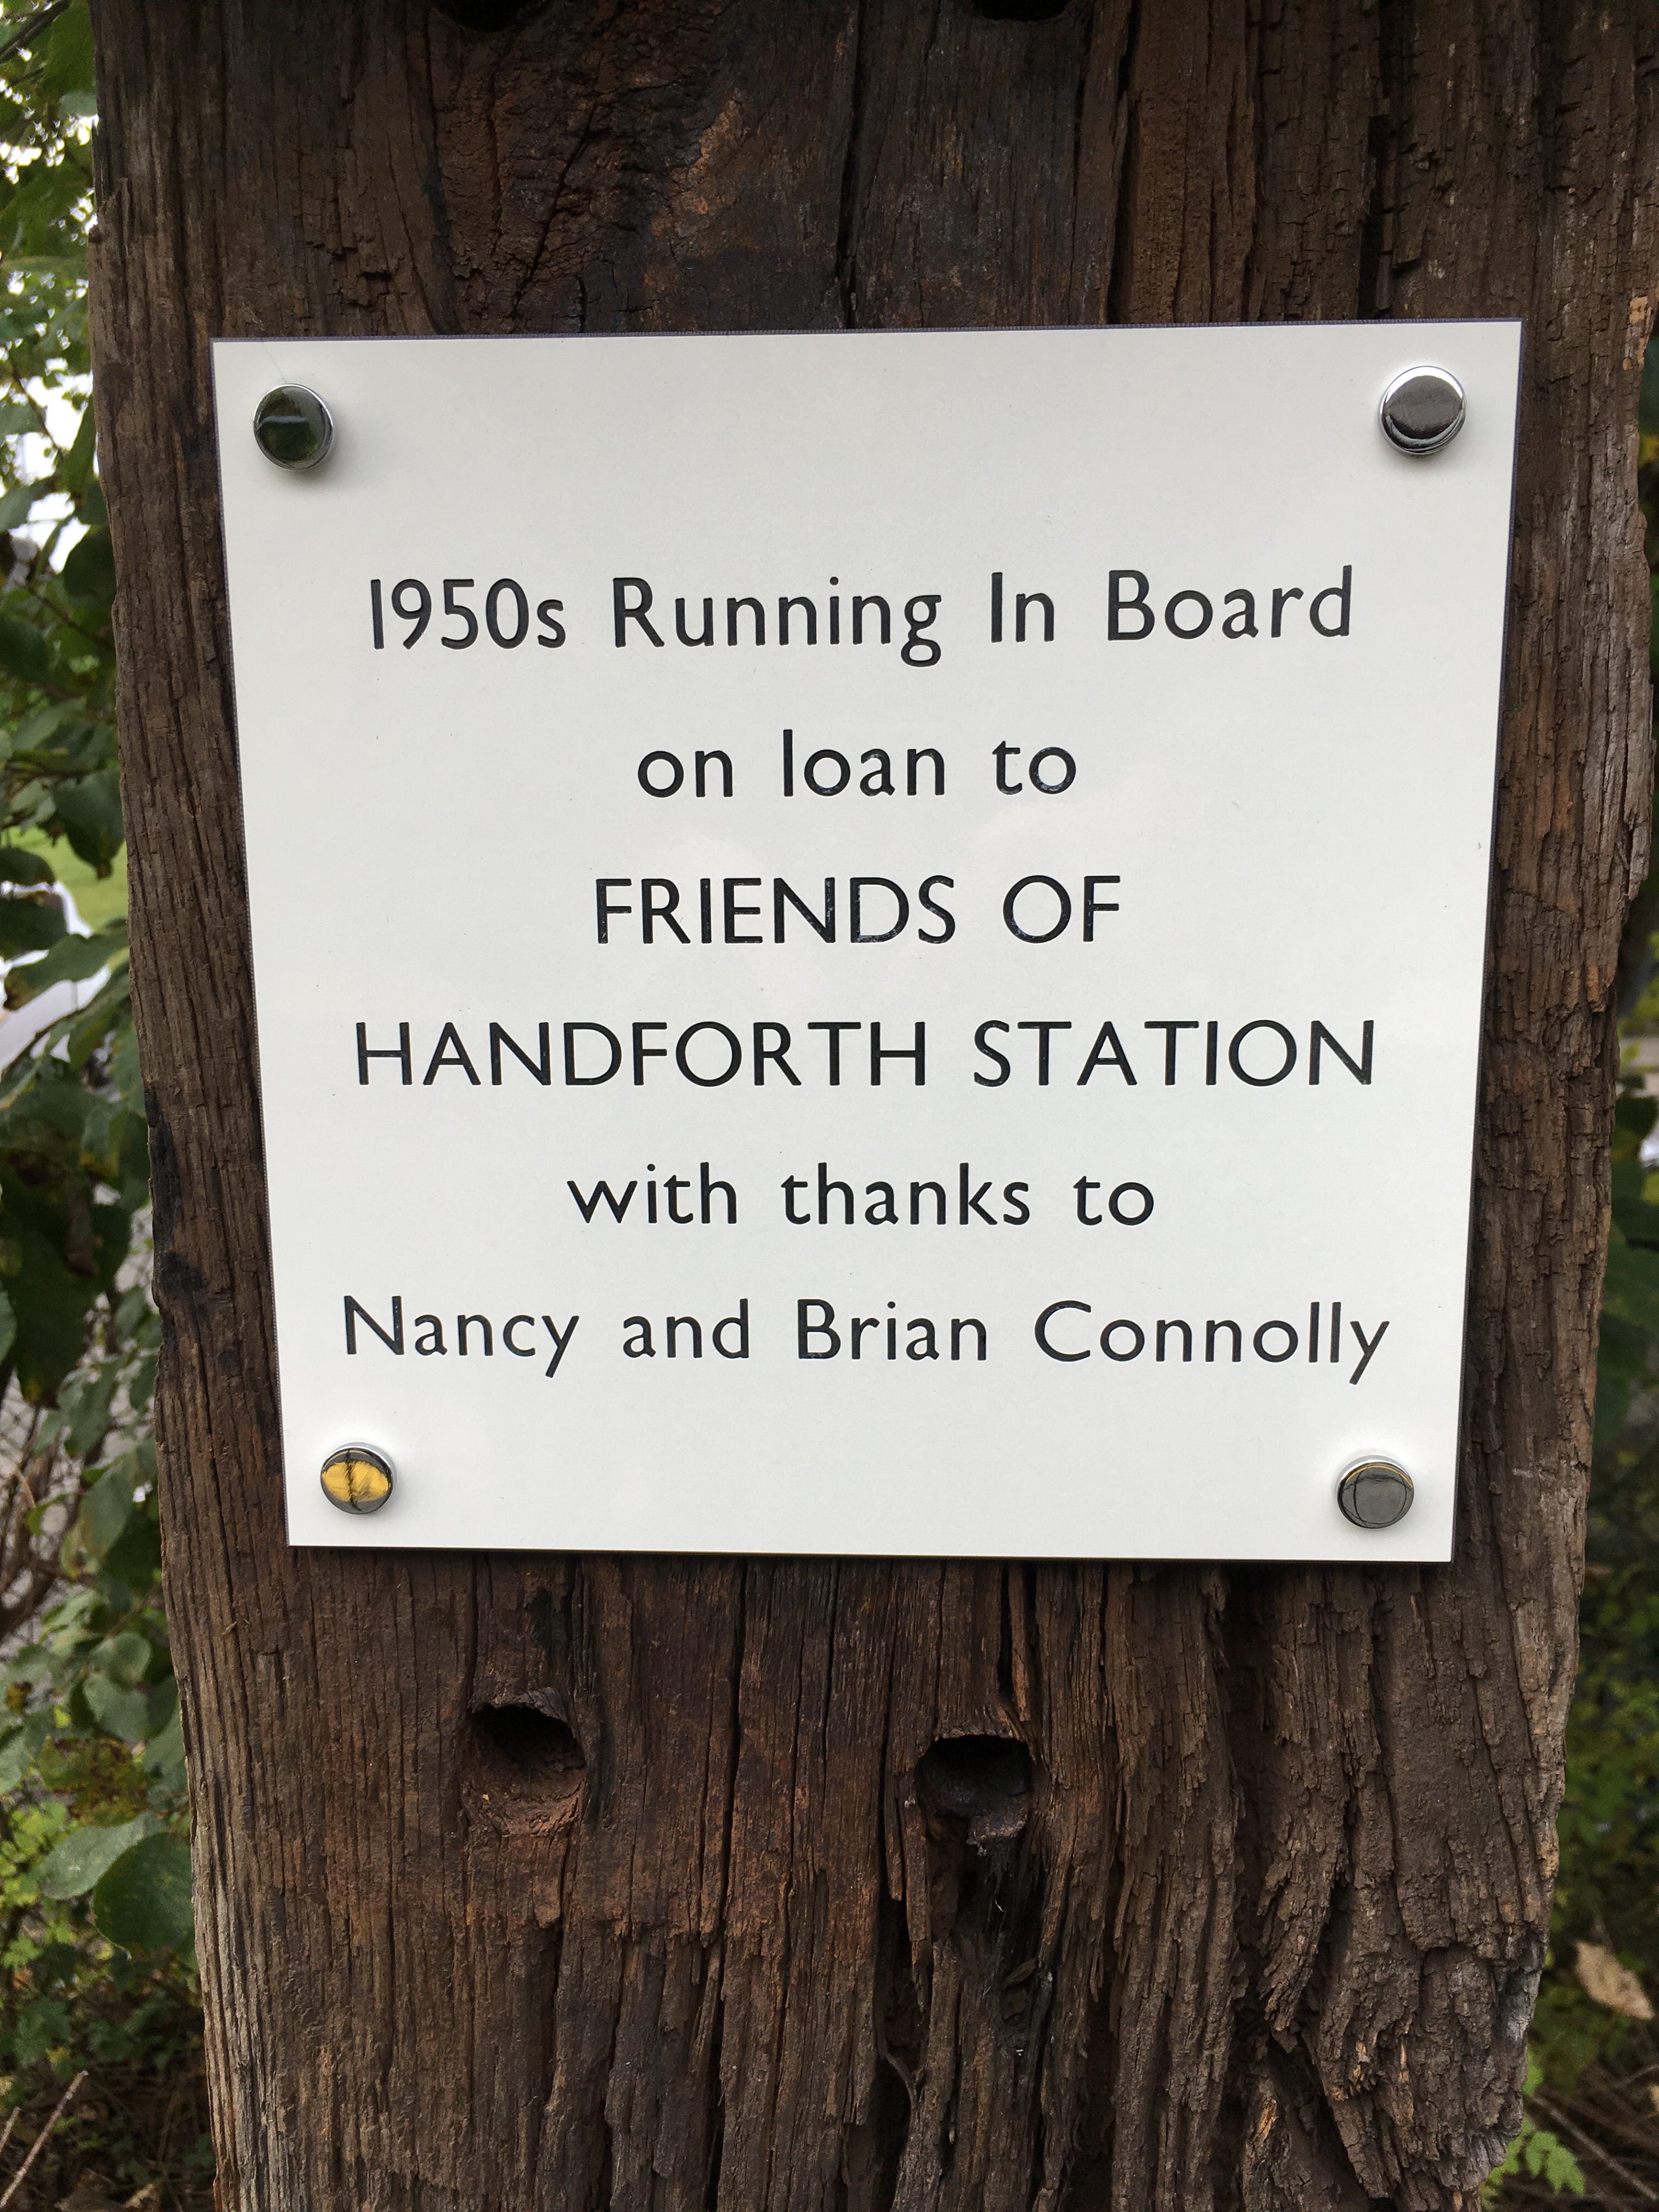 1950s Running In Board
on loan to
FRIENDS OF
HANDFORTH STATION
with thanks to
Nancy and Brian Connolly